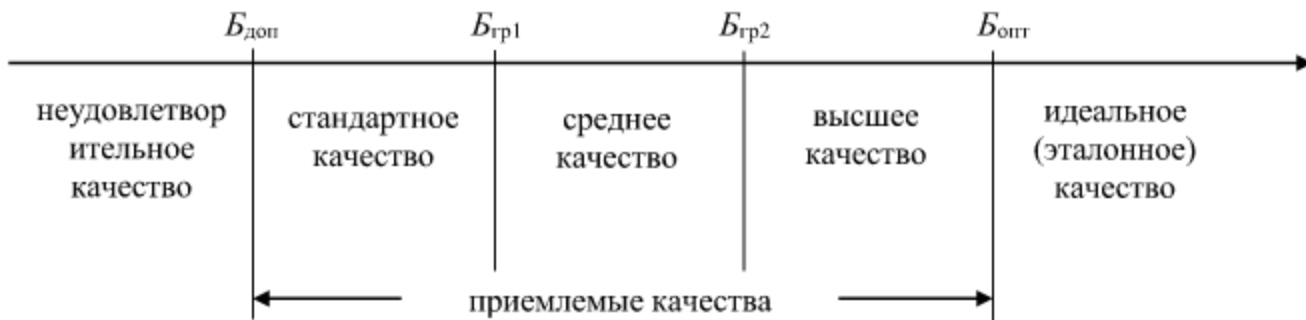 Бдоп Бгр1 Бгр2 Бопт
неудовлетвор
ительное
качество
стандартное
качество
среднее
качество
высшее
качество
идеальное
(эталонное)
качество
приемлемые качества